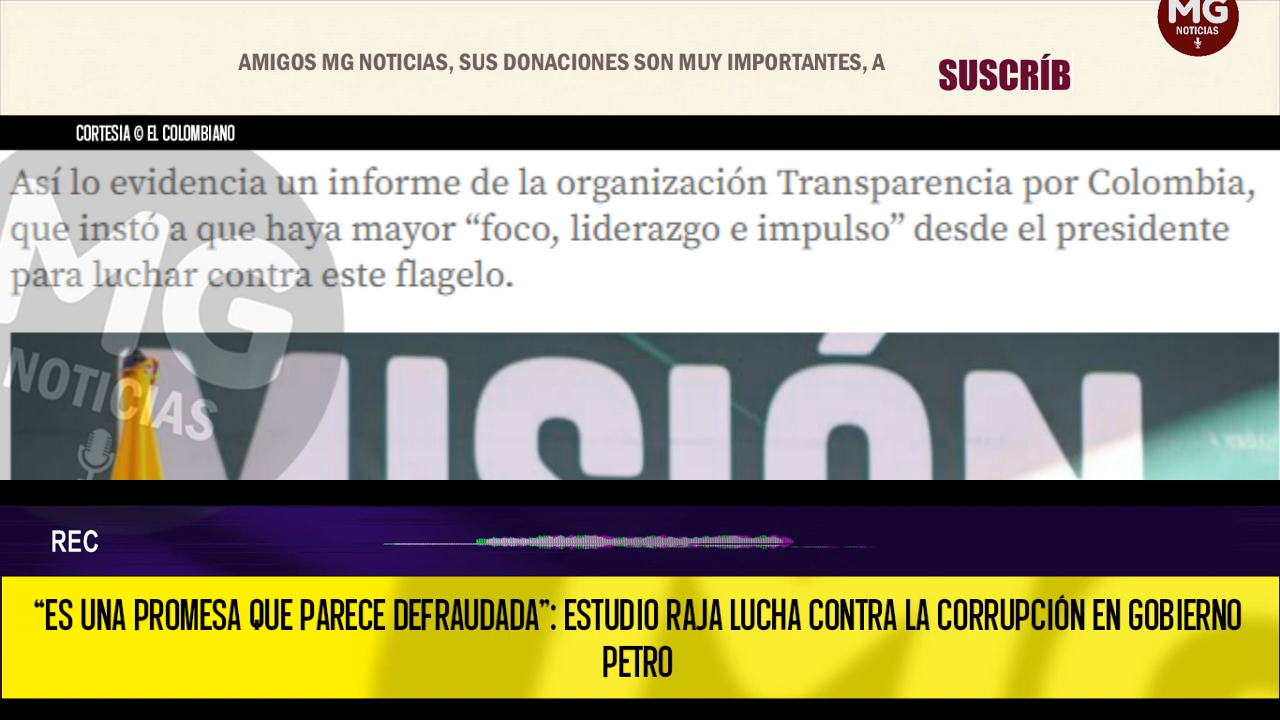 MG
NOTICIAS
AMIGOS MG NOTICIAS, SUS DONACIONES SON MUY IMPORTANTES, A
SUSCRÍB
CORTESIA © EL COLOMBIANO
Así lo evidencia un informe de la organización Transparencia por Colombia,
que instó a que haya mayor “foco, liderazgo e impulso” desde el presidente
para luchar contra este flagelo.
MG
NOTICIAS
REC
“ES UNA PROMESA QUE PARECE DEFRAUDADA”: ESTUDIO RAJA LUCHA CONTRA LA CORRUPCIÓN EN GOBIERNO
PETRO